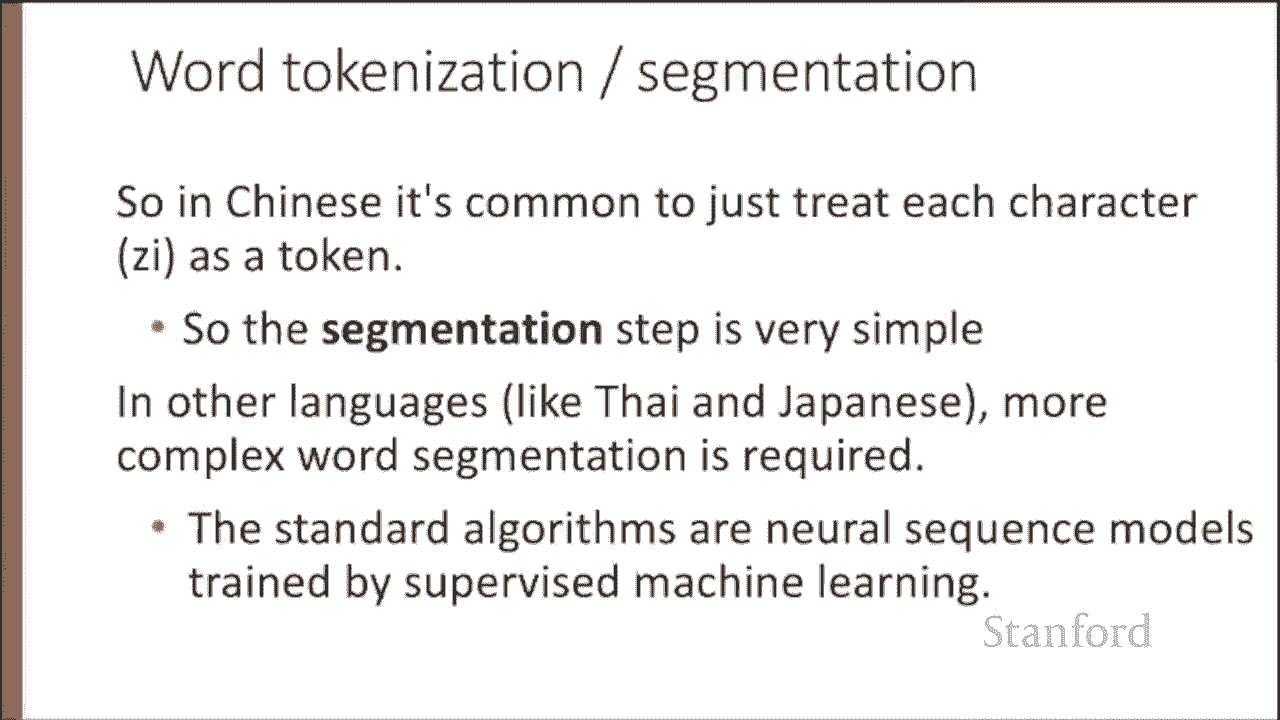 Word tokenization / segmentation
So in Chinese it's common to just treat each character
(zi) as a token.
• So the segmentation step is very simple
In other languages (like Thai and Japanese), more
complex word segmentation is required.
• The standard algorithms are neural sequence models
trained by supervised machine learning.
Stanford